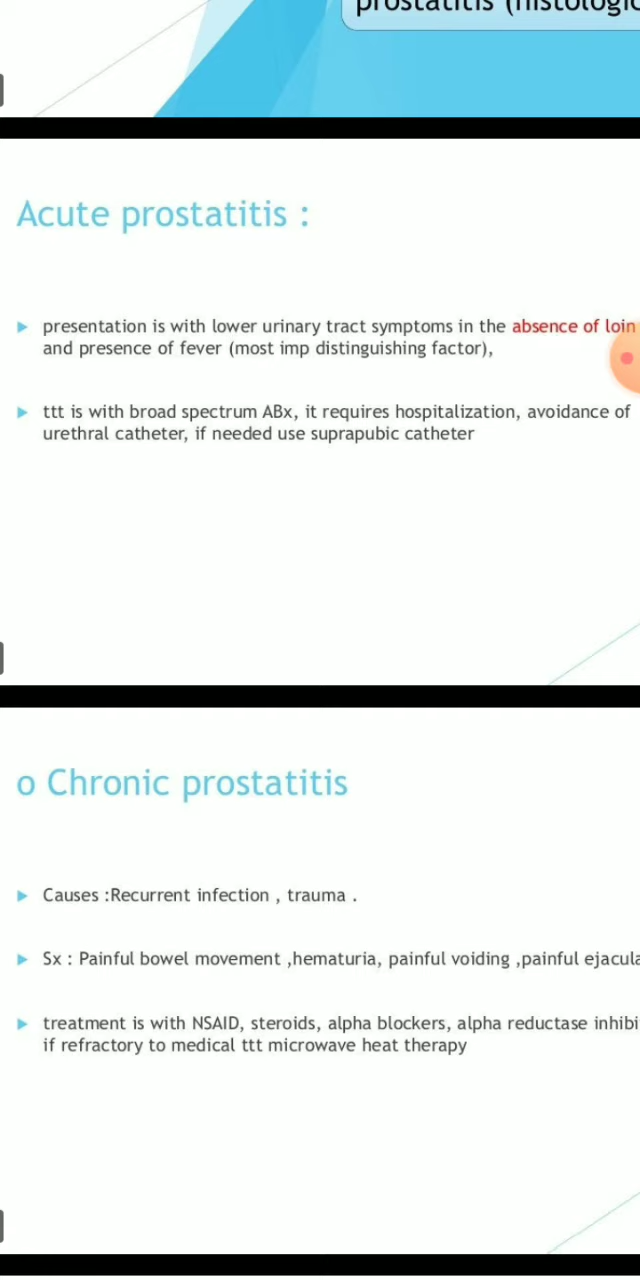 prostatitis
Acute prostatitis :
presentation is with lower urinary tract symptoms in the absence of loin
and presence of fever (most imp distinguishing factor),
ttt is with broad spectrum ABx, it requires hospitalization, avoidance of
urethral catheter, if needed use suprapubic catheter
o Chronic prostatitis
Causes :Recurrent infection , trauma .
Sx : Painful bowel movement ,hematuria, painful voiding ,painful
treatment is with NSAID, steroids, alpha blockers, alpha reductase
if refractory to medical ttt microwave heat therapy